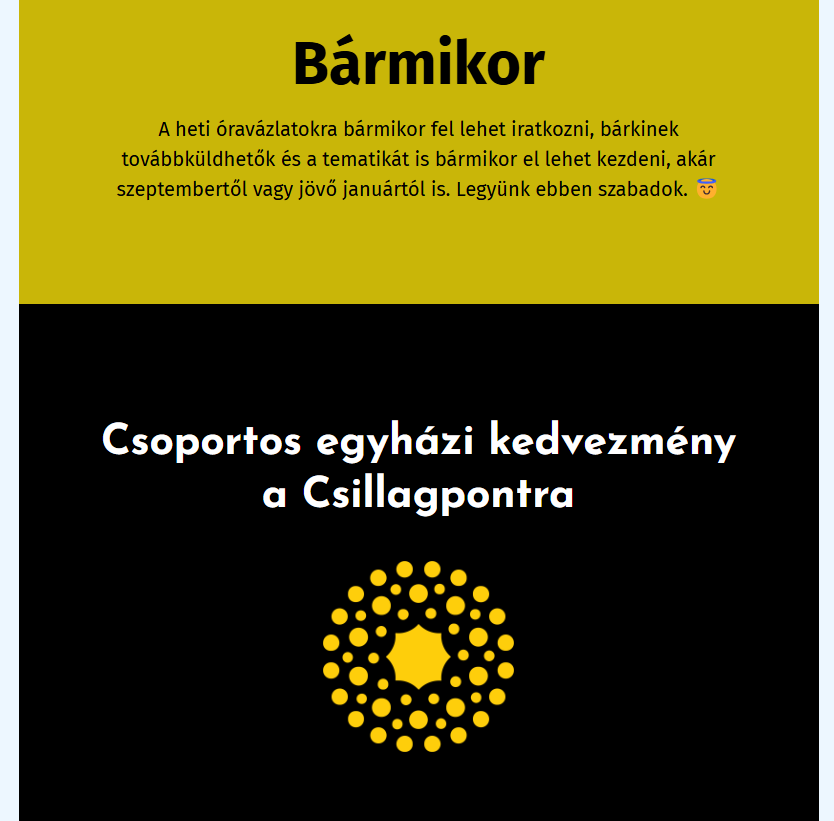 Bármikor
A heti óravázlatokra bármikor fel lehet iratkozni, bárkinek
továbbküldhetők és a tematikát is bármikor el lehet kezdeni, akár
szeptembertől vagy jövő januártól is. Legyünk ebben szabadok. 😇
Csoportos egyházi kedvezmény
a Csillagpontra